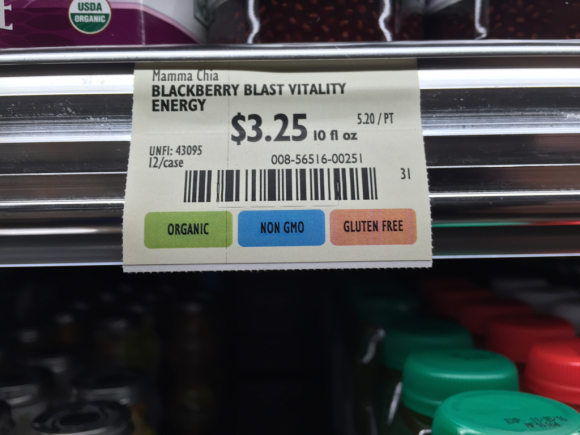 USDA
ORGANIC
Mamma Chia
BLACKBERRY BLAST VITALITY
ENERGY
$3.25 10 fl oz
5.20 / PT
UNFI: 43095
12/case
008-56516-00251
31
ORGANIC
NON GMO
GLUTEN FREE